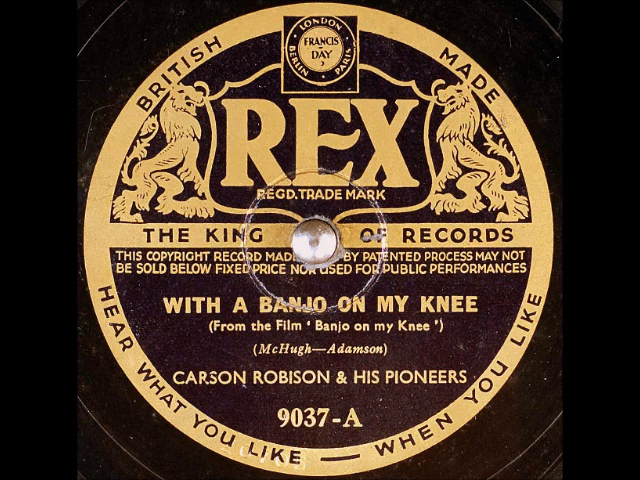 LONDON
BERLIN
PARIS
FRANCIS
DAY
BRITISH
MADE
REX
REGD. TRADE MARK
THE KING OF RECORDS
THIS COPYRIGHT RECORD MADE BY PATENTED PROCESS MAY NOT
BE SOLD BELOW FIXED PRICE NOR USED FOR PUBLIC PERFORMANCES
WITH A BANJO ON MY KNEE
(From the Film ‘Banjo on my Knee’)
(McHugh—Adamson)
CARSON ROBISON & HIS PIONEERS
9037-A
HEAR WHAT YOU LIKE — WHEN YOU LIKE